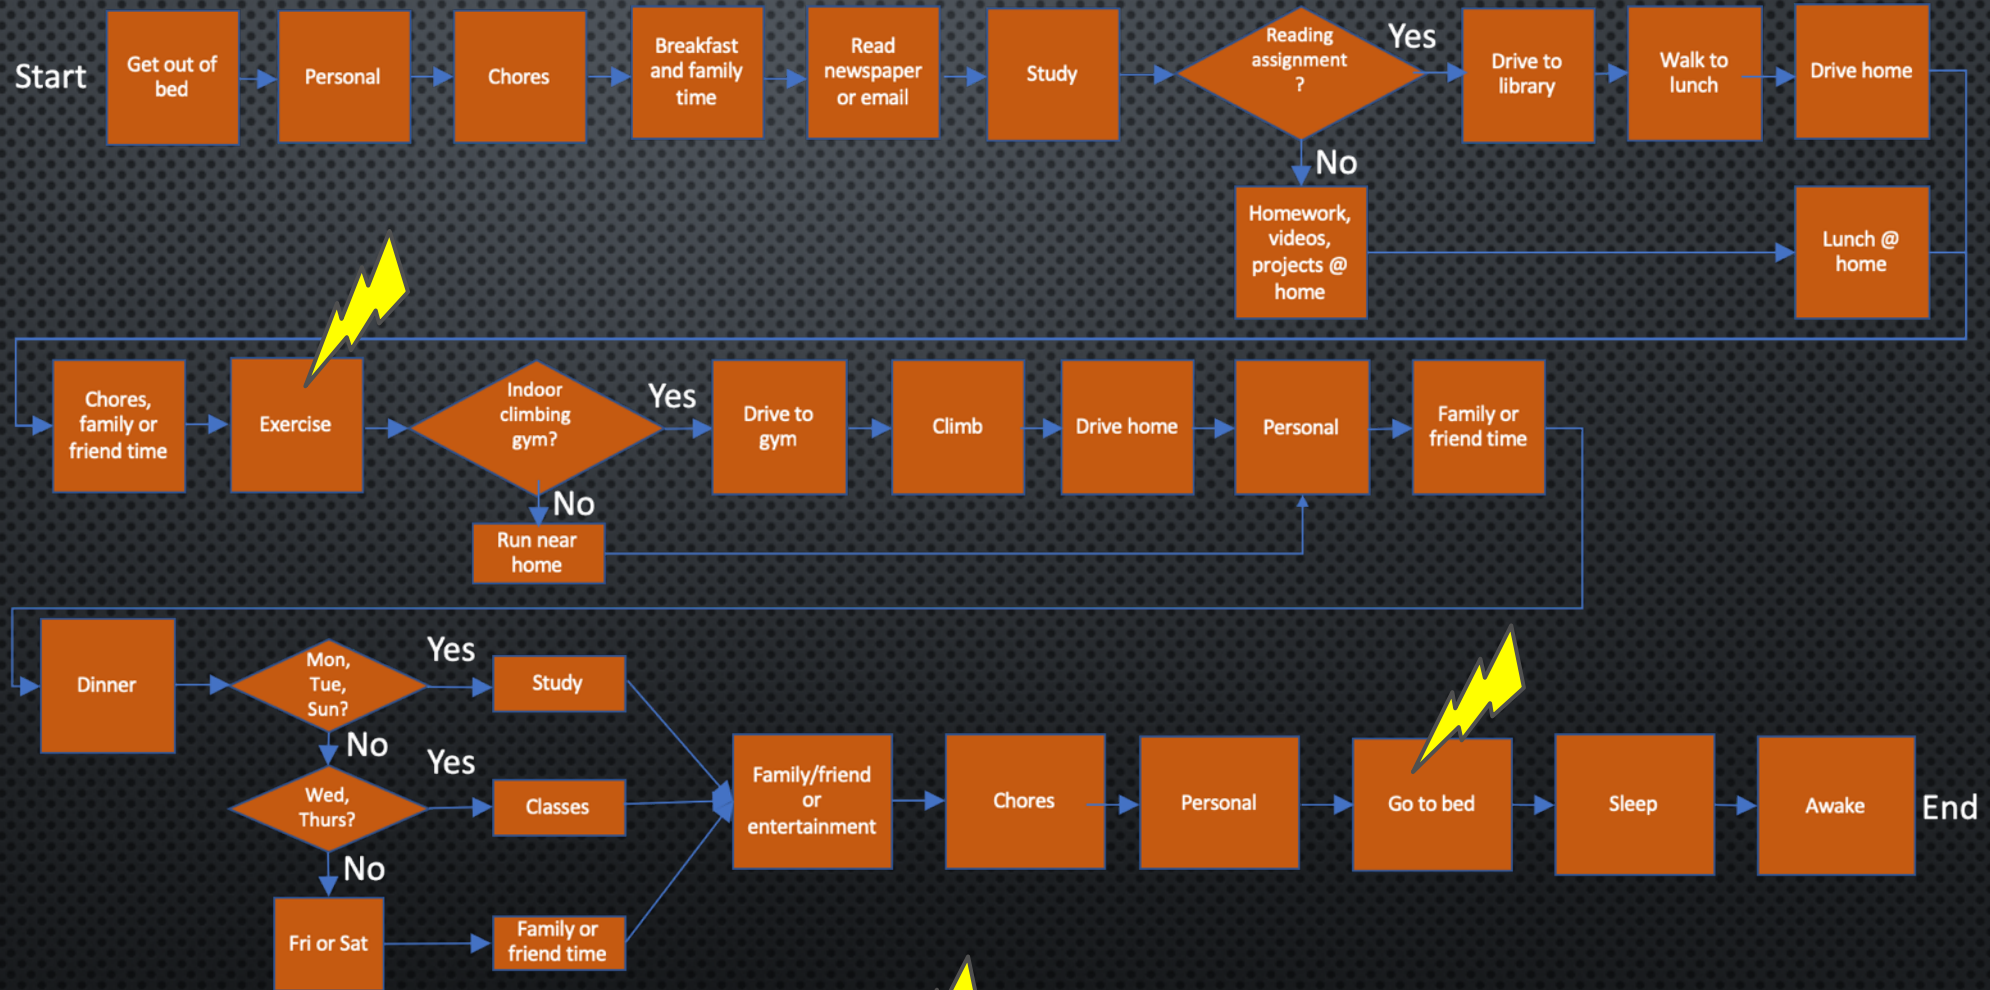 Start
Get out of
bed
Personal
Chores
Breakfast
and family
time
Read
newspaper
or email
Study
Reading
assignment
?
Yes
Drive to
library
Walk to
lunch
Drive home
No
Homework,
videos,
projects @
home
Lunch @
home
Chores,
family or
friend time
Exercise
Indoor
climbing
gym?
Yes
Drive to
gym
Climb
Drive home
Personal
Family or
friend time
No
Run near
home
Dinner
Mon,
Tue,
Sun?
Yes
Study
No
Wed,
Thurs?
Yes
Classes
No
Fri or Sat
Family or
friend time
Family/friend
or
entertainment
Chores
Personal
Go to bed
Sleep
Awake
End